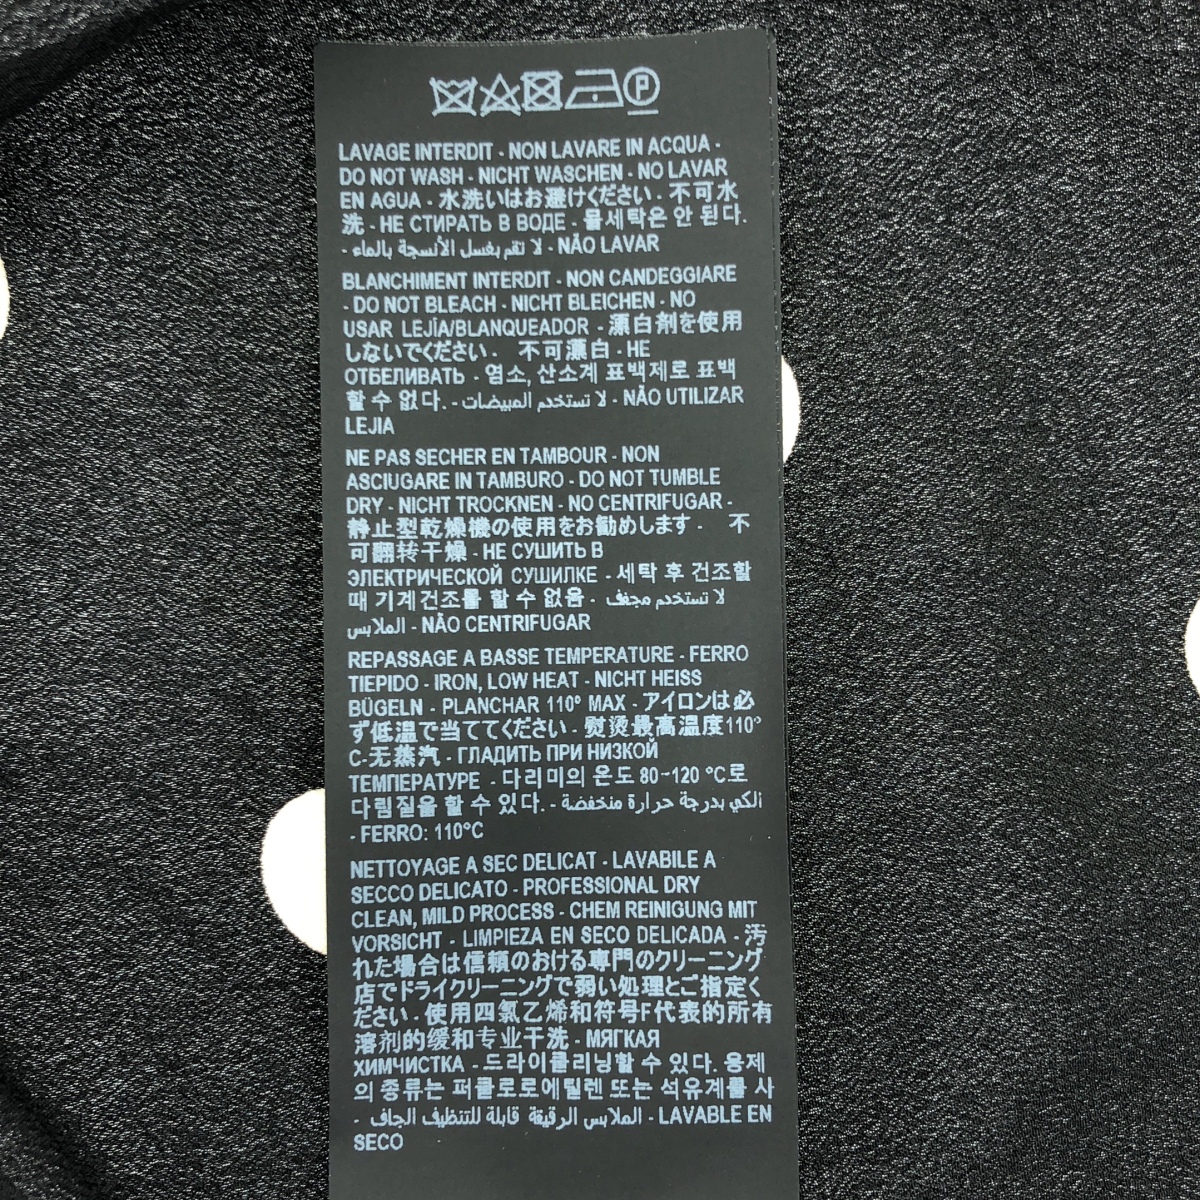 P
LAVAGE INTERDIT - NON LAVARE IN ACQUA -
DO NOT WASH - NICHT WASCHEN - NO LAVAR
EN AGUA - 水洗いはお避けください - 不可水
洗 - НЕ СТИРАТЬ В ВОДЕ - 물세탁은 안 된다.
- لا تقم بغسل الأنسجة بالماء - NÃO LAVAR
BLANCHIMENT INTERDIT - NON CANDEGGIARE
- DO NOT BLEACH - NICHT BLEICHEN - NO
USAR LEJÍA/BLANQUEADOR - 漂白剤を使用
しないでください - 不可漂白 - НЕ
ОТБЕЛИВАТЬ - 염소, 산소계 표백제로 표백
할 수 없다. - لا تستخدم المبيضات - NÃO UTILIZAR
LEJIA
NE PAS SECHER EN TAMBOUR - NON
ASCIUGARE IN TAMBURO - DO NOT TUMBLE
DRY - NICHT TROCKNEN - NO CENTRIFUGAR -
静止型乾燥機の使用をお勧めします - 不
可翻转干燥 - НЕ СУШИТЬ В
ЭЛЕКТРИЧЕСКОЙ СУШИЛКЕ - 세탁 후 건조할
때 기계건조를 할 수 없음 - لا تستخدم مجفف
الملابس - NÃO CENTRIFUGAR
REPASSAGE A BASSE TEMPERATURE - FERRO
TIEPIDO - IRON, LOW HEAT - NICHT HEISS
BÜGELN - PLANCHAR 110º MAX - アイロンは必
ず低温で当ててください - 熨烫最高温度110°
C-无蒸汽 - ГЛАДИТЬ ПРИ НИЗКОЙ
ТЕМПЕРАТУРЕ - 다리미의 온도 80~120 °C로
다림질을 할 수 있다. - الكي بدرجة حرارة منخفضة
- FERRO: 110°C
NETTOYAGE A SEC DELICAT - LAVABILE A
SECCO DELICATO - PROFESSIONAL DRY
CLEAN, MILD PROCESS - CHEM REINIGUNG MIT
VORSICHT - LIMPIEZA EN SECO DELICADA - 汚
れた場合は信頼のおける専門のクリーニング
店でドライクリーニングで弱い処理とご指定く
ださい - 使用四氯乙烯和符号F代表的所有
溶剂的缓和专业干洗 - МЯГКАЯ
ХИМЧИСТКА - 드라이클리닝할 수 있다. 용제
의 종류는 퍼클로로에틸렌 또는 석유계를 사
- الملابس الرقيقة قابلة للتنظيف الجاف - LAVABLE EN
SECO